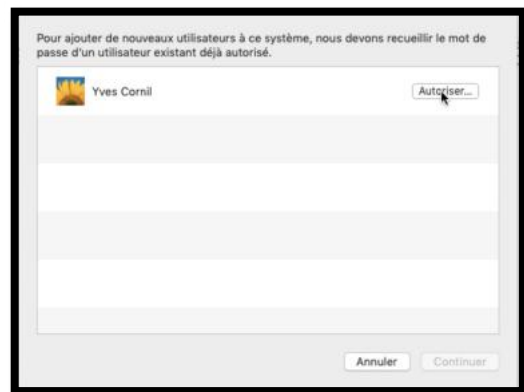 Pour ajouter de nouveaux utilisateurs à ce système, nous devons recueillir le mot de
passe d'un utilisateur existant déjà autorisé.
Yves Cornil
Autoriser...
Annuler
Continuer